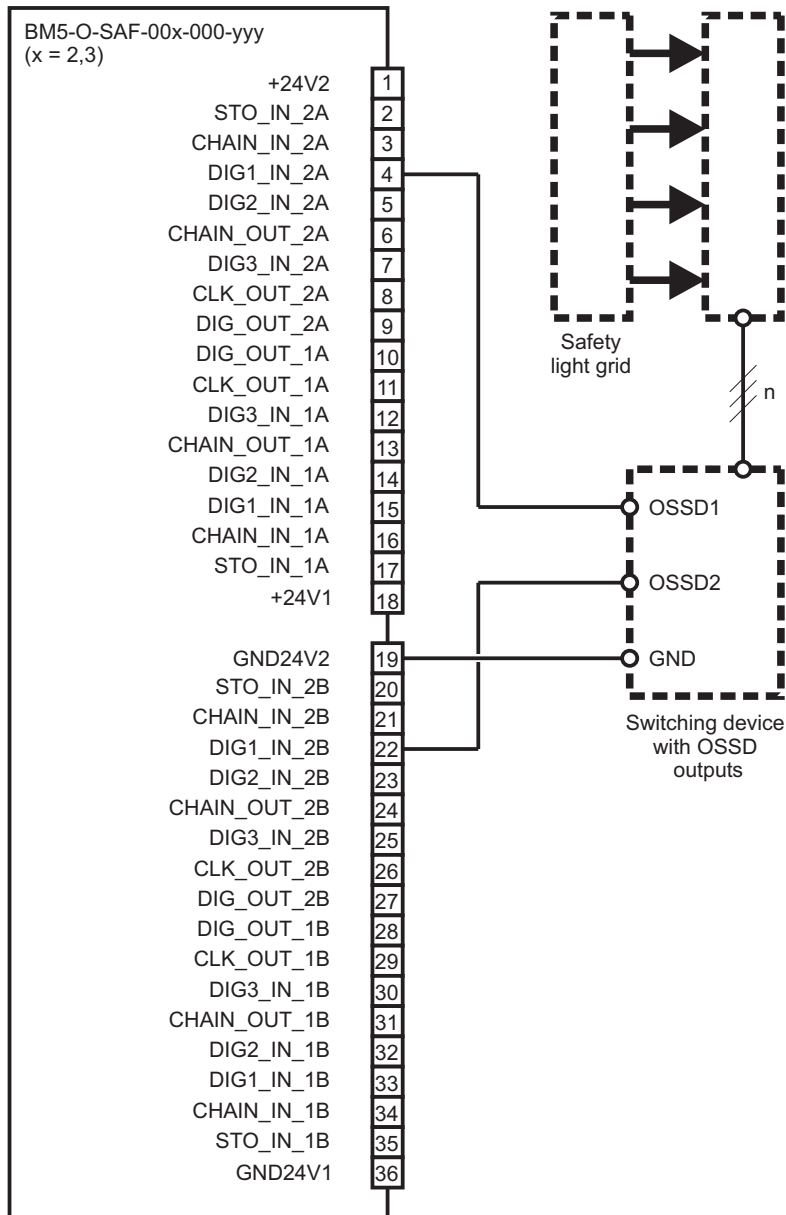 BM5-O-SAF-00x-000-yyy
(x = 2,3)
+24V2 1
STO_IN_2A 2
CHAIN_IN_2A 3
DIG1_IN_2A 4
DIG2_IN_2A 5
CHAIN_OUT_2A 6
DIG3_IN_2A 7
CLK_OUT_2A 8
DIG_OUT_2A 9
DIG_OUT_1A 10
CLK_OUT_1A 11
DIG3_IN_1A 12
CHAIN_OUT_1A 13
DIG2_IN_1A 14
DIG1_IN_1A 15
CHAIN_IN_1A 16
STO_IN_1A 17
+24V1 18
GND24V2 19
STO_IN_2B 20
CHAIN_IN_2B 21
DIG1_IN_2B 22
DIG2_IN_2B 23
CHAIN_OUT_2B 24
DIG3_IN_2B 25
CLK_OUT_2B 26
DIG_OUT_2B 27
DIG_OUT_1B 28
CLK_OUT_1B 29
DIG3_IN_1B 30
CHAIN_OUT_1B 31
DIG2_IN_1B 32
DIG1_IN_1B 33
CHAIN_IN_1B 34
STO_IN_1B 35
GND24V1 36
Safety
light grid
n
OSSD1
OSSD2
GND
Switching device
with OSSD
outputs